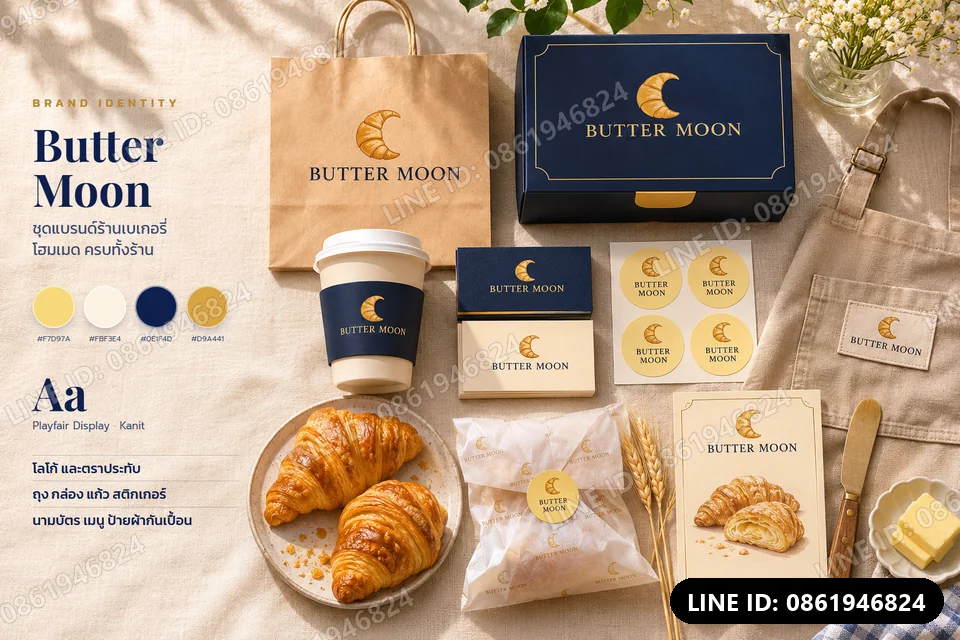 BRAND IDENTITY
Butter
Moon
ชุดแบรนด์ร้านเบเกอรี่
โฮมเมด ครบทั้งร้าน
#F7D97A #FBF3E4 #0E1F4D #D9A441
Aa
Playfair Display · Kanit
โลโก้ และตราประทับ
ถุง กล่อง แก้ว สติกเกอร์
นามบัตร เมนู ป้ายผ้ากันเปื้อน
BUTTER MOON
BUTTER MOON
BUTTER MOON
BUTTER MOON
BUTTER MOON
BUTTER
MOON
BUTTER
MOON
BUTTER
MOON
BUTTER
MOON
BUTTER MOON
BUTTER
MOON
BUTTER MOON
LINE ID: 0861946824